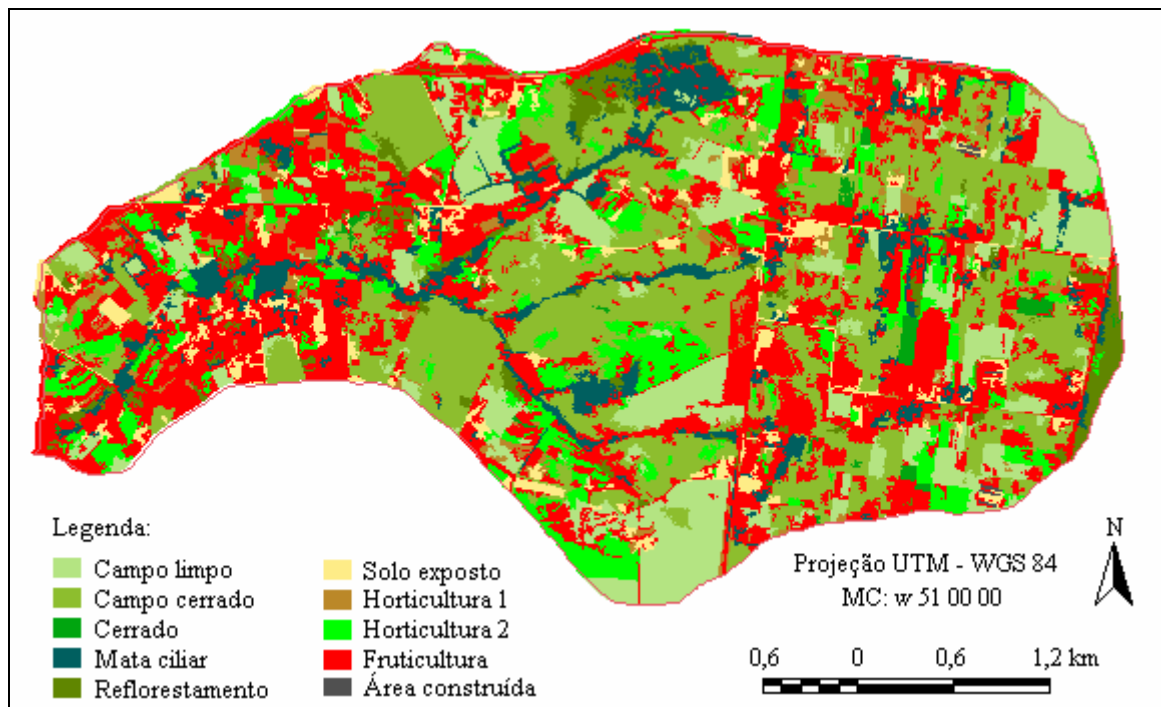 Legenda:
Campo limpo
Campo cerrado
Cerrado
Mata ciliar
Reflorestamento
Solo exposto
Horticultura 1
Horticultura 2
Fruticultura
Área construída
Projeção UTM - WGS 84
MC: w 51 00 00
N
0,6 0 0,6 1,2 km